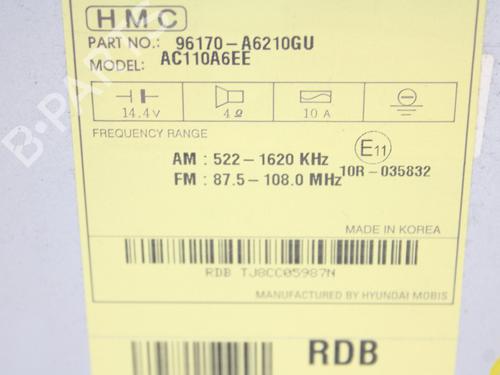 HMC
PART NO.: 96170-A6210GU
MODEL: AC110A6EE
14.4V 4Ω 10A
FREQUENCY RANGE
AM : 522-1620 KHz
FM : 87.5-108.0 MHz
E11
10R-035832
MADE IN KOREA
RDB TJ8CC05987N
MANUFACTURED BY HYUNDAI MOBIS
RDB
B-PARTS